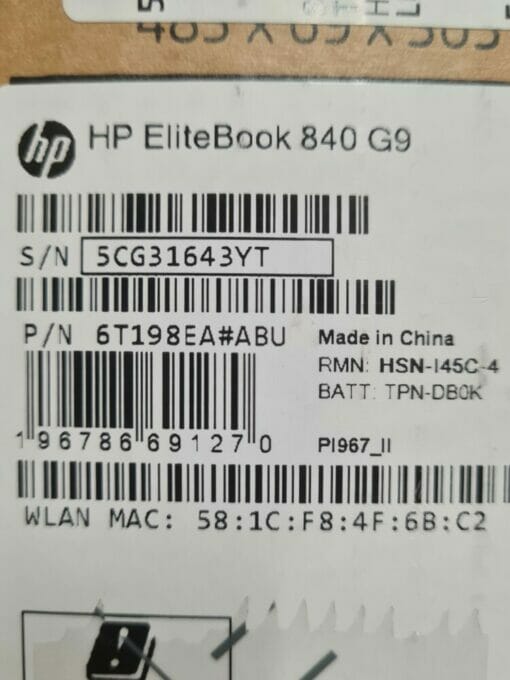 hp HP EliteBook 840 G9
S/N 5CG31643YT
P/N 6T198EA#ABU
Made in China
RMN: HSN-I45C-4
BATT: TPN-DB0K
1 96786 69127 0
PI967_II
WLAN MAC: 58:1C:F8:4F:6B:C2